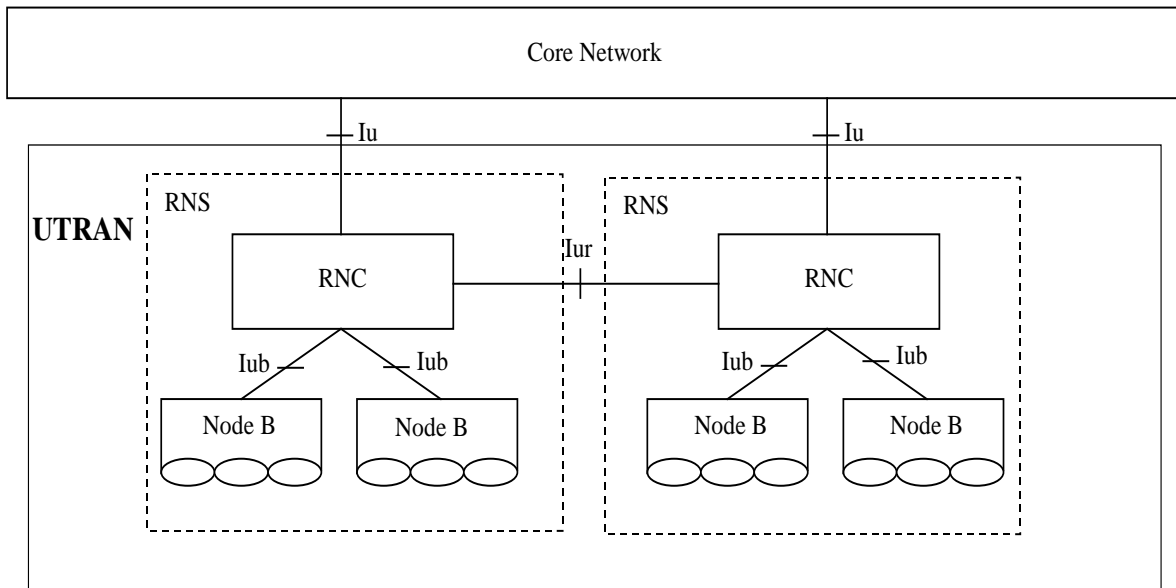 Core Network
Iu
Iu
UTRAN
RNS
RNS
Iur
RNC
RNC
Iub
Iub
Iub
Iub
Node B
Node B
Node B
Node B